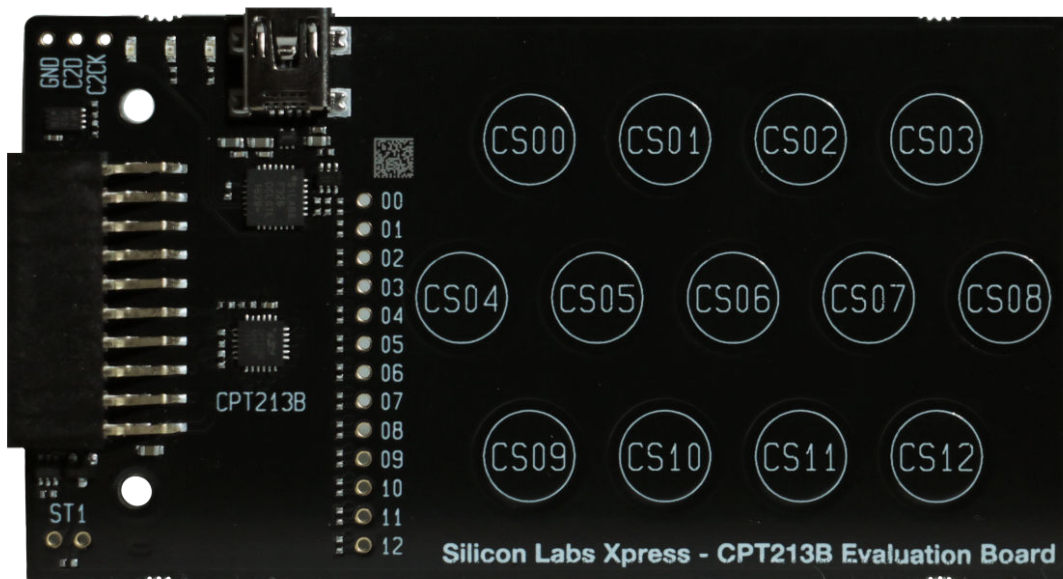 GND
C2D
C2CK
CS00 CS01 CS02 CS03
00
01
02
03
04
05
06
07
08
09
10
11
12
CS04 CS05 CS06 CS07 CS08
CPT213B
CS09 CS10 CS11 CS12
ST1
Silicon Labs Xpress - CPT213B Evaluation Board